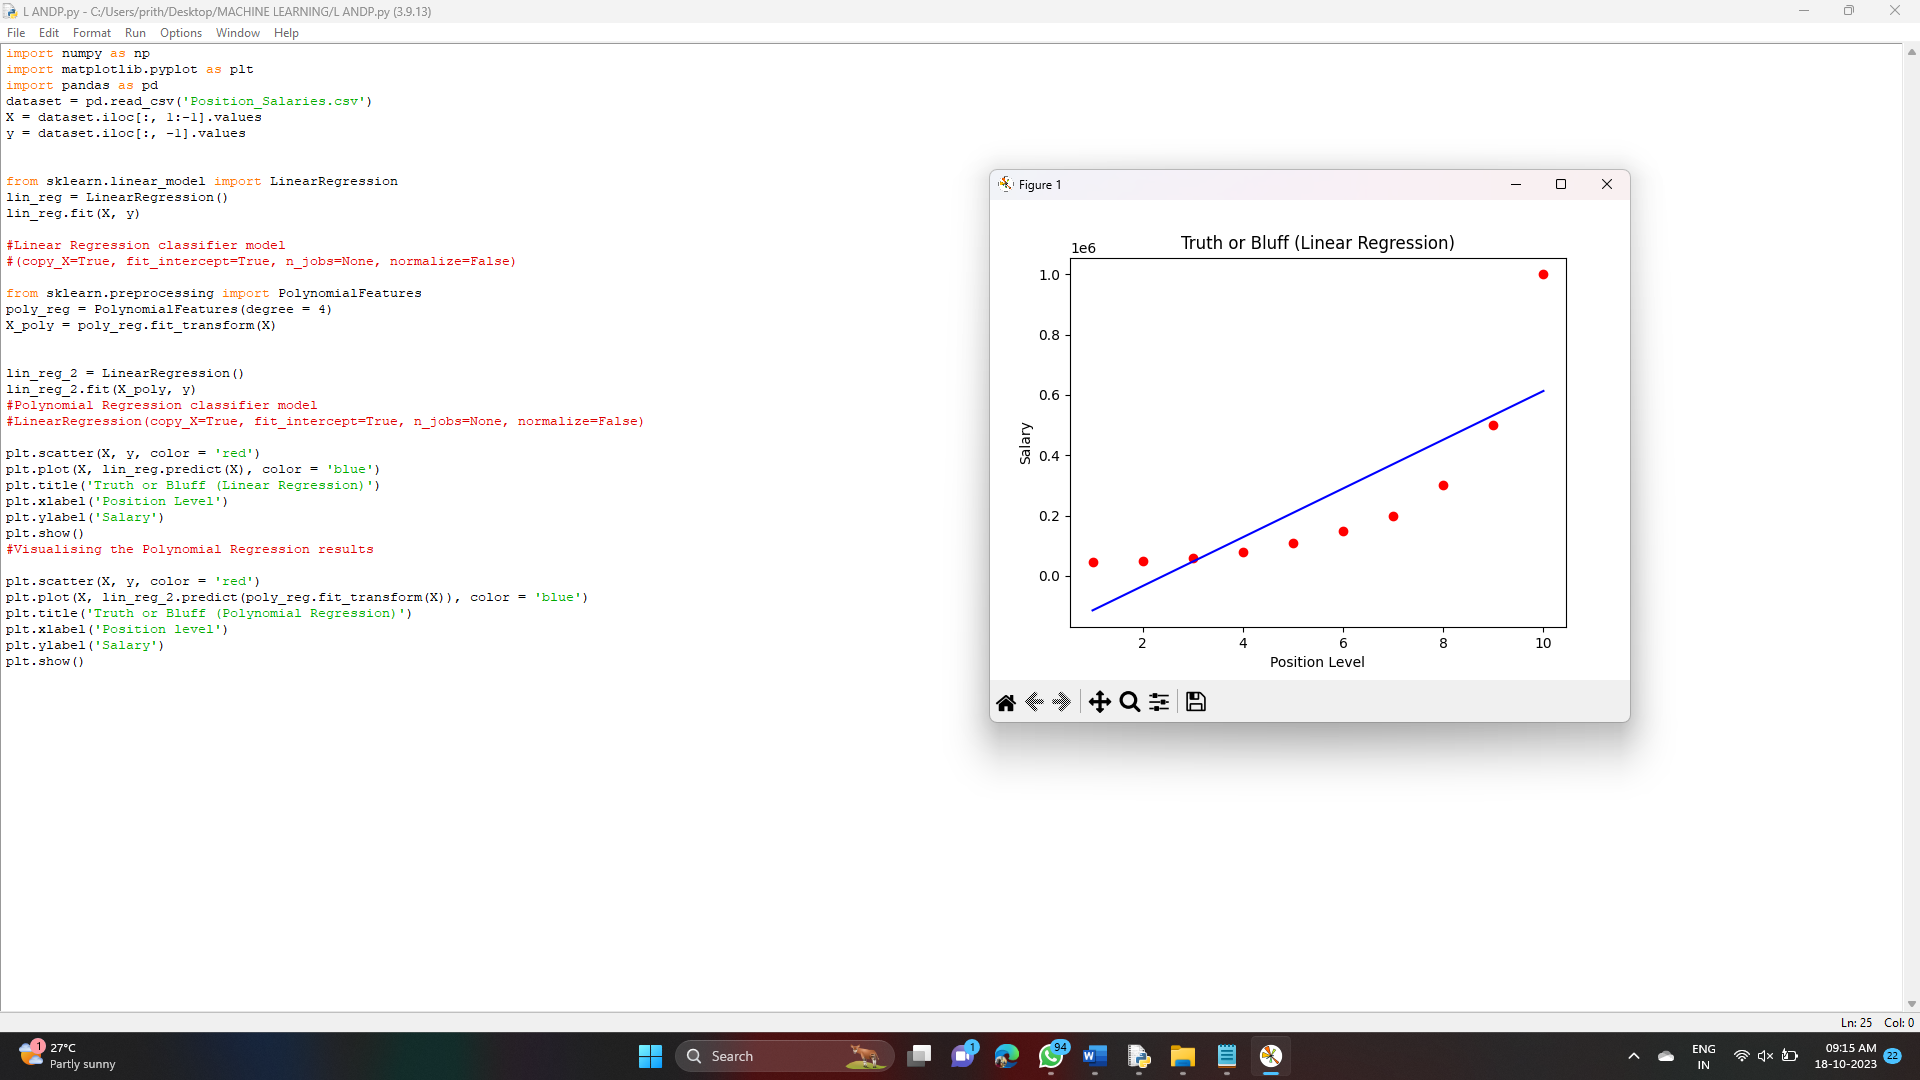 L ANDP.py - C:/Users/prith/Desktop/MACHINE LEARNING/L ANDP.py (3.9.13)
File Edit Format Run Options Window Help
import numpy as np
import matplotlib.pyplot as plt
import pandas as pd
dataset = pd.read_csv('Position_Salaries.csv')
X = dataset.iloc[:, 1:-1].values
y = dataset.iloc[:, -1].values
from sklearn.linear_model import LinearRegression
lin_reg = LinearRegression()
lin_reg.fit(X, y)
#Linear Regression classifier model
#(copy_X=True, fit_intercept=True, n_jobs=None, normalize=False)
from sklearn.preprocessing import PolynomialFeatures
poly_reg = PolynomialFeatures(degree = 4)
X_poly = poly_reg.fit_transform(X)
lin_reg_2 = LinearRegression()
lin_reg_2.fit(X_poly, y)
#Polynomial Regression classifier model
#LinearRegression(copy_X=True, fit_intercept=True, n_jobs=None, normalize=False)
plt.scatter(X, y, color = 'red')
plt.plot(X, lin_reg.predict(X), color = 'blue')
plt.title('Truth or Bluff (Linear Regression)')
plt.xlabel('Position Level')
plt.ylabel('Salary')
plt.show()
#Visualising the Polynomial Regression results
plt.scatter(X, y, color = 'red')
plt.plot(X, lin_reg_2.predict(poly_reg.fit_transform(X)), color = 'blue')
plt.title('Truth or Bluff (Polynomial Regression)')
plt.xlabel('Position level')
plt.ylabel('Salary')
plt.show()
Figure 1
Truth or Bluff (Linear Regression)
1e6
1.0
0.8
0.6
0.4
0.2
0.0
Salary
2 4 6 8 10
Position Level
Ln: 25 Col: 0
1
27°C
Partly sunny
Search
1
94
ENG
IN
09:15 AM
18-10-2023
22